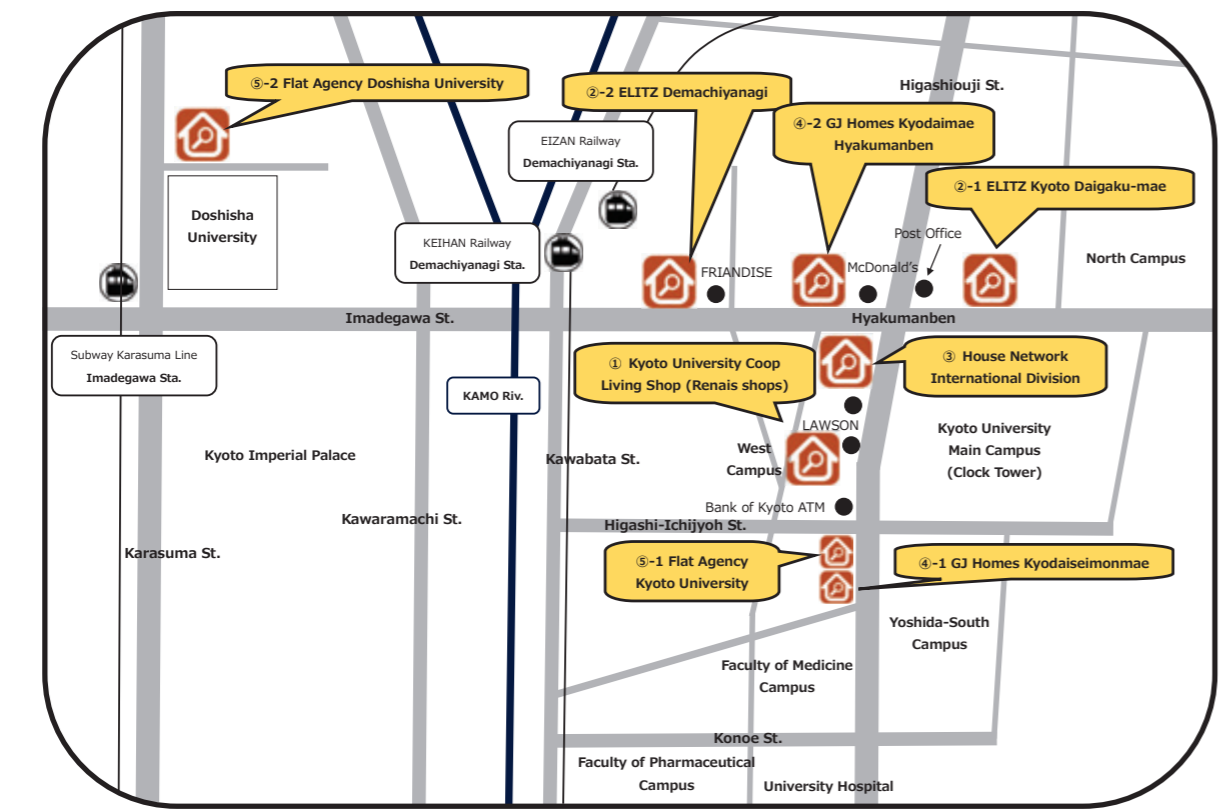 ⑤-2 Flat Agency Doshisha University
②-2 ELITZ Demachiyanagi
Higashiouji St.
④-2 GJ Homes Kyodaimae
Hyakumanben
EIZAN Railway
Demachiyanagi Sta.
②-1 ELITZ Kyoto Daigaku-mae
Doshisha
University
KEIHAN Railway
Demachiyanagi Sta.
Post Office
North Campus
FRIANDISE
McDonald's
Imadegawa St.
Hyakumanben
Subway Karasuma Line
Imadegawa Sta.
① Kyoto University Coop
Living Shop (Renais shops)
③ House Network
International Division
KAMO Riv.
LAWSON
Kyoto University
Main Campus
(Clock Tower)
West
Campus
Kyoto Imperial Palace
Kawabata St.
Bank of Kyoto ATM
Kawaramachi St.
Higashi-Ichijyoh St.
Karasuma St.
⑤-1 Flat Agency
Kyoto University
④-1 GJ Homes Kyodaiseimonmae
Yoshida-South
Campus
Faculty of Medicine
Campus
Konoe St.
Faculty of Pharmaceutical
Campus
University Hospital